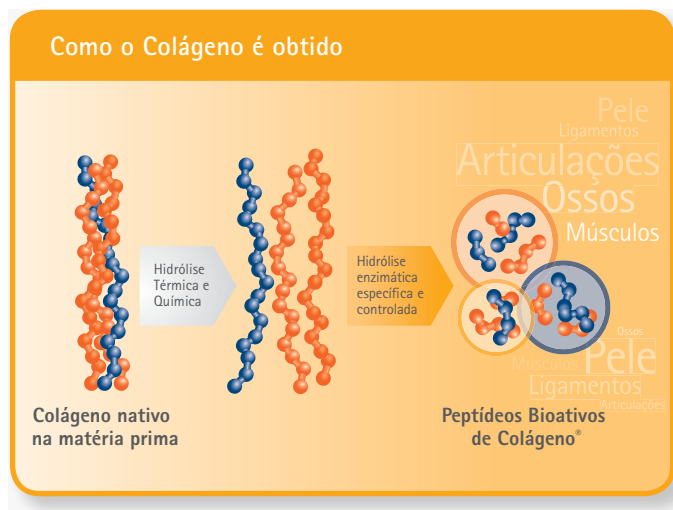 Como o Colágeno é obtido
Pele
Ligamentos
Articulações
Ossos
Músculos
Hidrólise
Térmica e
Química
Hidrólise
enzimática
específica e
controlada
Ossos
Músculos
Pele
Ligamentos
Articulações
Colágeno nativo
na matéria prima
Peptídeos Bioativos
de Colágeno®